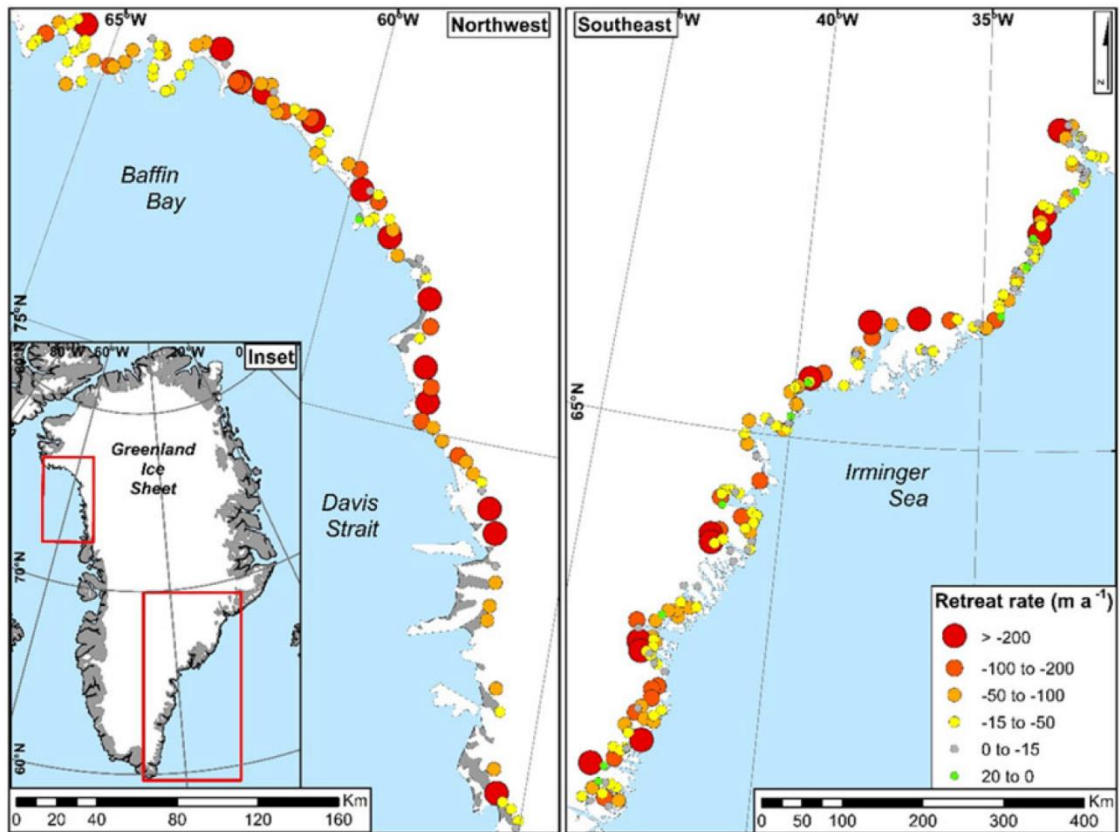 65°W
60°W
Northwest
Baffin
Bay
75°N
Davis
Strait
80°W
60°W
20°W
0
Inset
Greenland
Ice
Sheet
70°N
60°N
0 20 40 80 120 160
Km
Southeast
40°W
35°W
z
65°N
Irminger
Sea
Retreat rate (m a⁻¹)
> -200
-100 to -200
-50 to -100
-15 to -50
0 to -15
20 to 0
0 100 200 300 400
Km